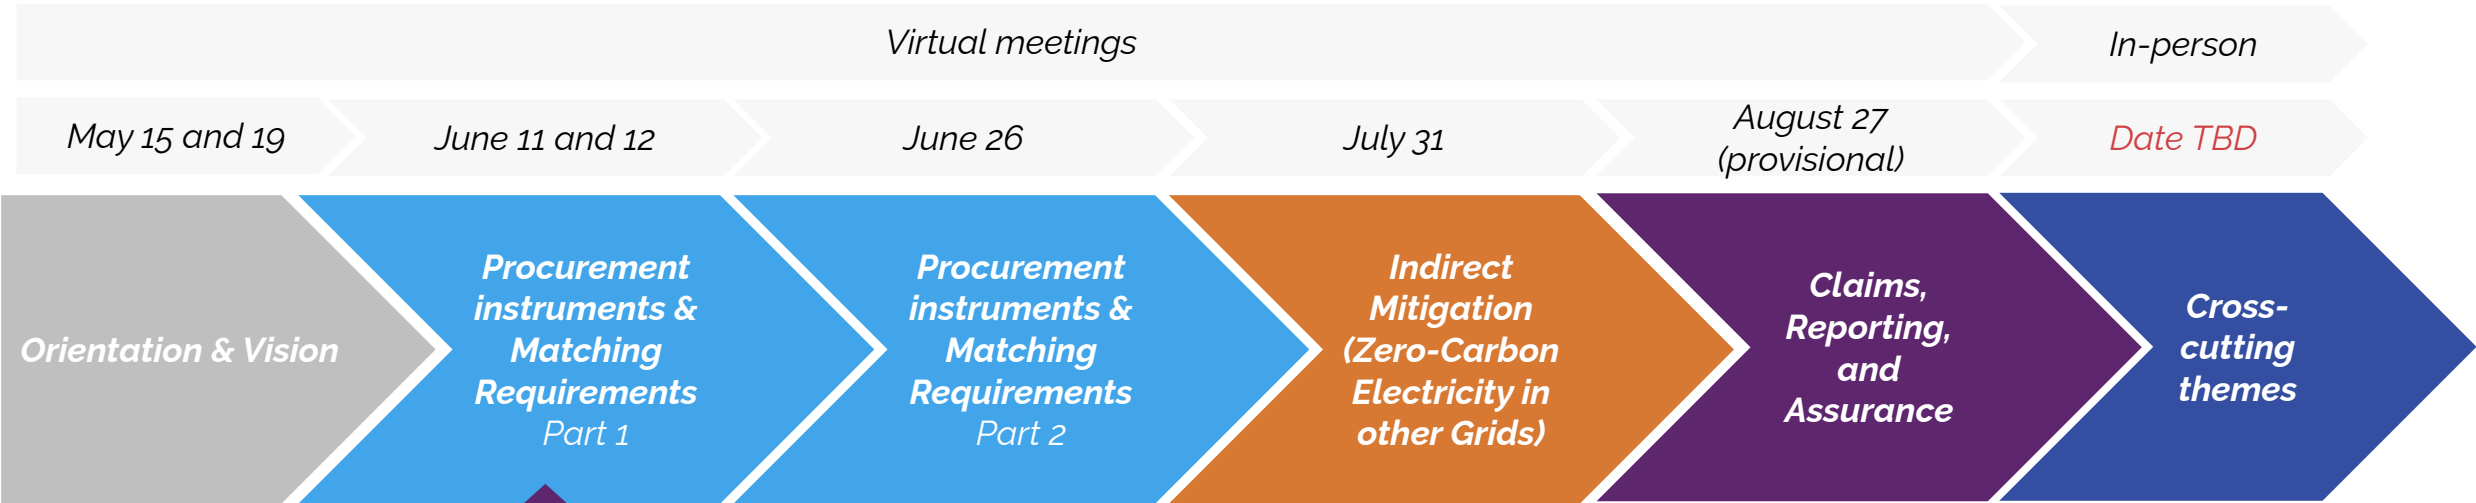 Virtual meetings
In-person
May 15 and 19
June 11 and 12
June 26
July 31
August 27
(provisional)
Date TBD
Orientation & Vision
Procurement
instruments &
Matching
Requirements
Part 1
Procurement
instruments &
Matching
Requirements
Part 2
Indirect
Mitigation
(Zero-Carbon
Electricity in
other Grids)
Claims,
Reporting,
and
Assurance
Cross-
cutting
themes